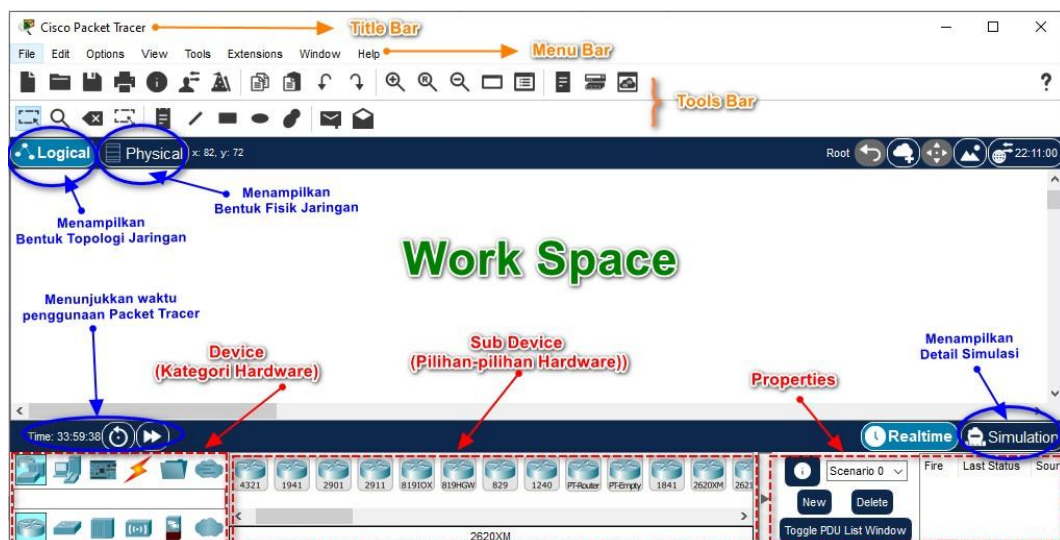 Cisco Packet Tracer
Title Bar
File Edit Options View Tools Extensions Window Help
Menu Bar
?
Tools Bar
Logical
Physical
x: 82, y: 72
Root
22:11:00
Menampilkan
Bentuk Topologi Jaringan
Menampilkan
Bentuk Fisik Jaringan
Work Space
Menunjukkan waktu
penggunaan Packet Tracer
Device
(Kategori Hardware)
Sub Device
(Pilihan-pilihan Hardware))
Properties
Menampilkan
Detail Simulasi
Time: 33:59:38
Realtime
Simulation
4321 1941 2901 2911 819IOX 819HGW 829 1240 PT-Router PT-Empty 1841 2620XM 2621
2620XM
Scenario 0
New
Delete
Toggle PDU List Window
Fire Last Status Sour